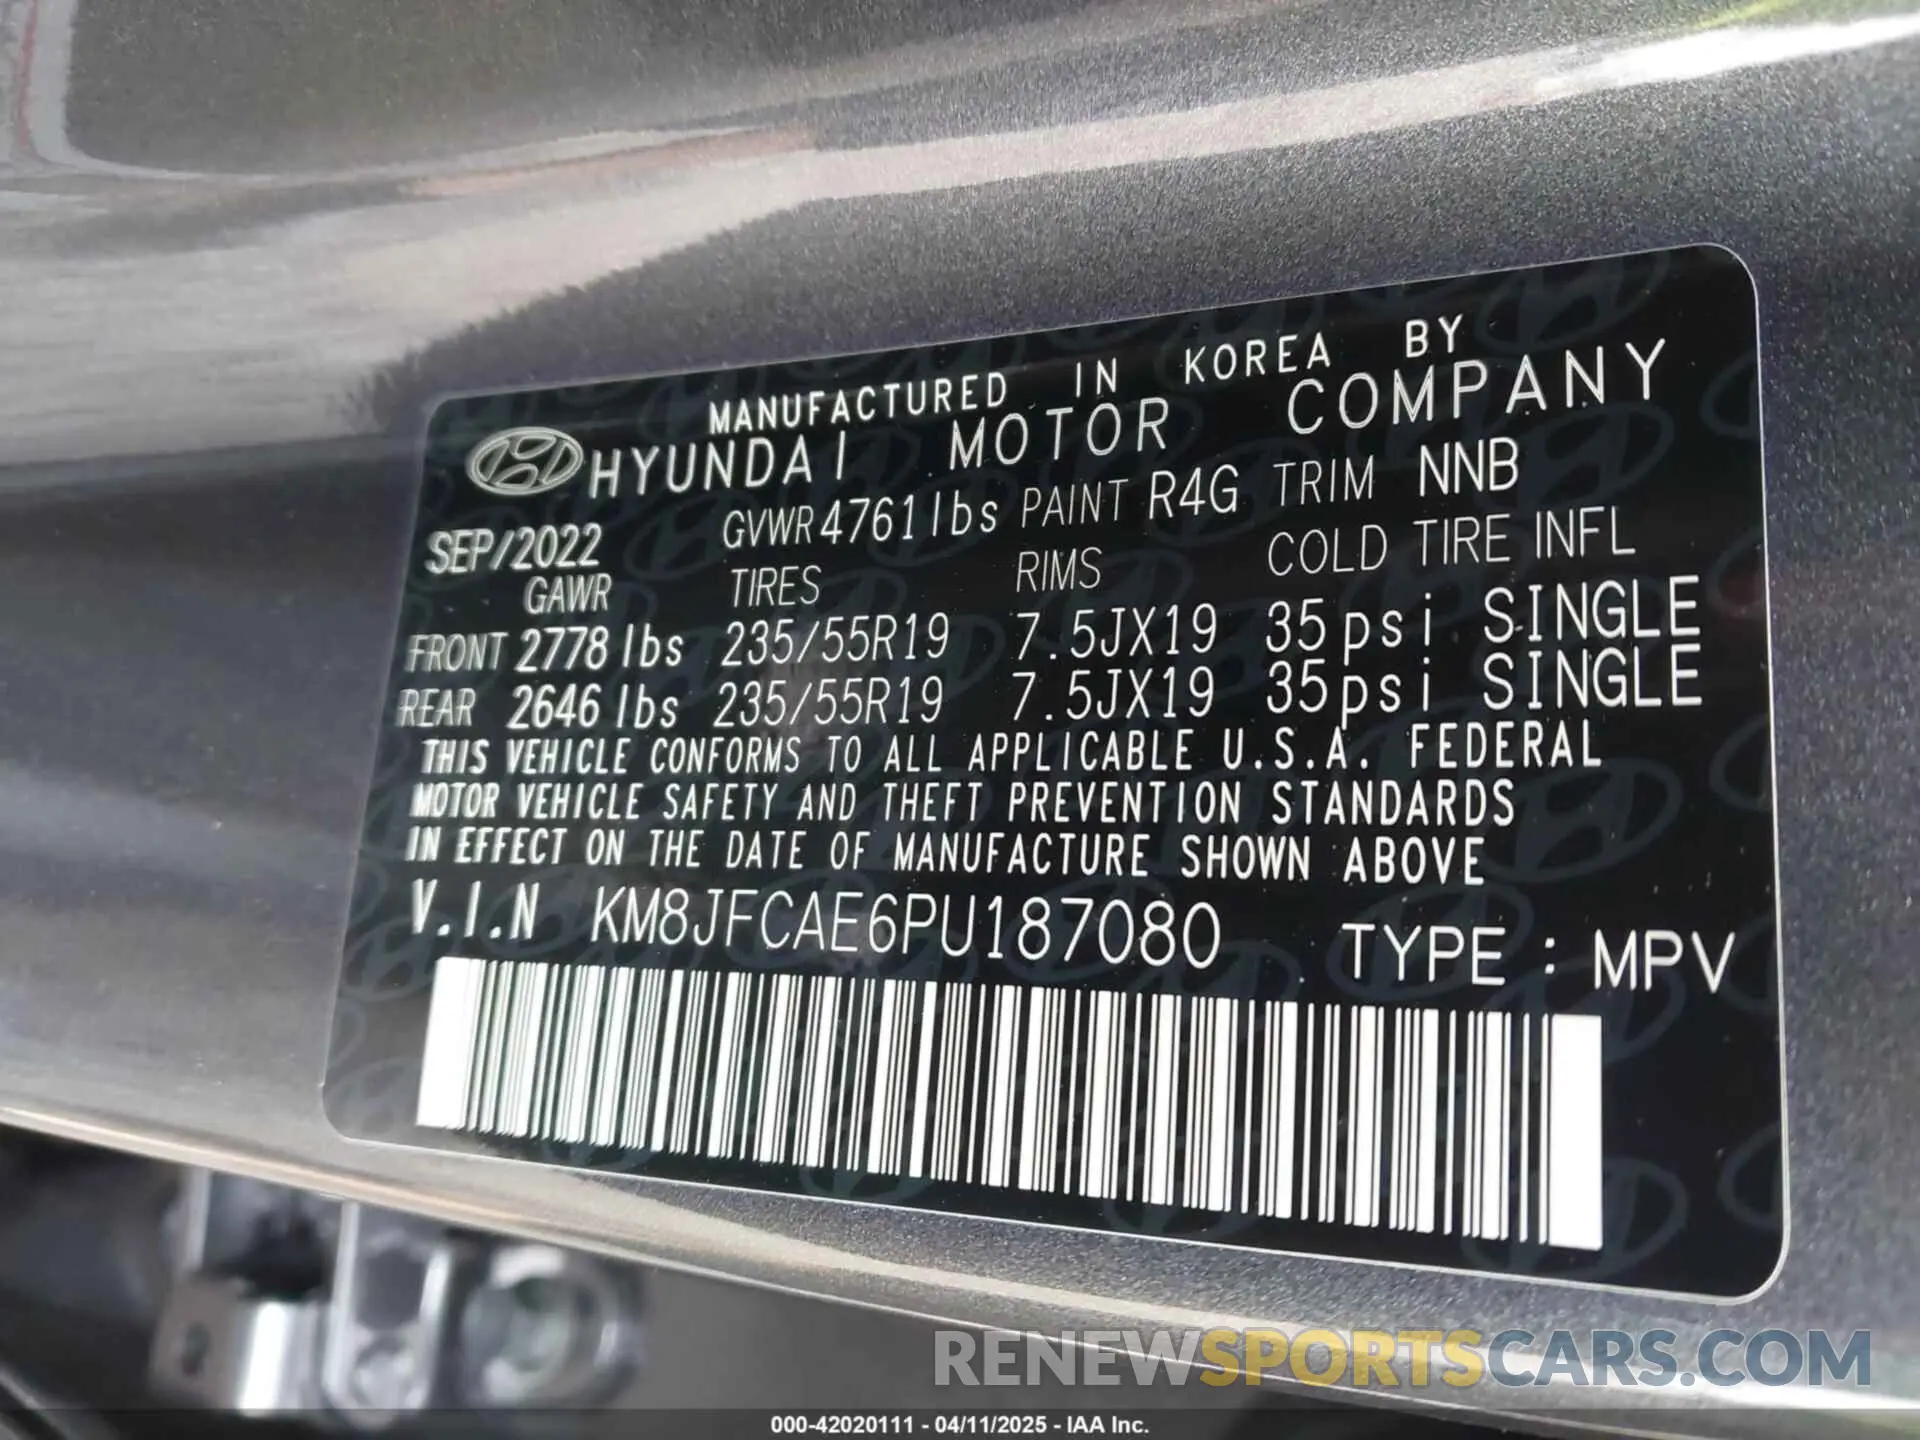 MANUFACTURED IN KOREA BY
HYUNDAI MOTOR COMPANY
SEP/2022 GVWR 4761lbs PAINT R4G TRIM NNB
GAWR TIRES RIMS COLD TIRE INFL
FRONT 2778 lbs 235/55R19 7.5JX19 35psi SINGLE
REAR 2646 lbs 235/55R19 7.5JX19 35psi SINGLE
THIS VEHICLE CONFORMS TO ALL APPLICABLE U.S.A. FEDERAL
MOTOR VEHICLE SAFETY AND THEFT PREVENTION STANDARDS
IN EFFECT ON THE DATE OF MANUFACTURE SHOWN ABOVE
V.I.N KM8JFCAE6PU187080 TYPE : MPV
RENEWSPORTSCARS.COM
000-42020111 - 04/11/2025 - IAA Inc.